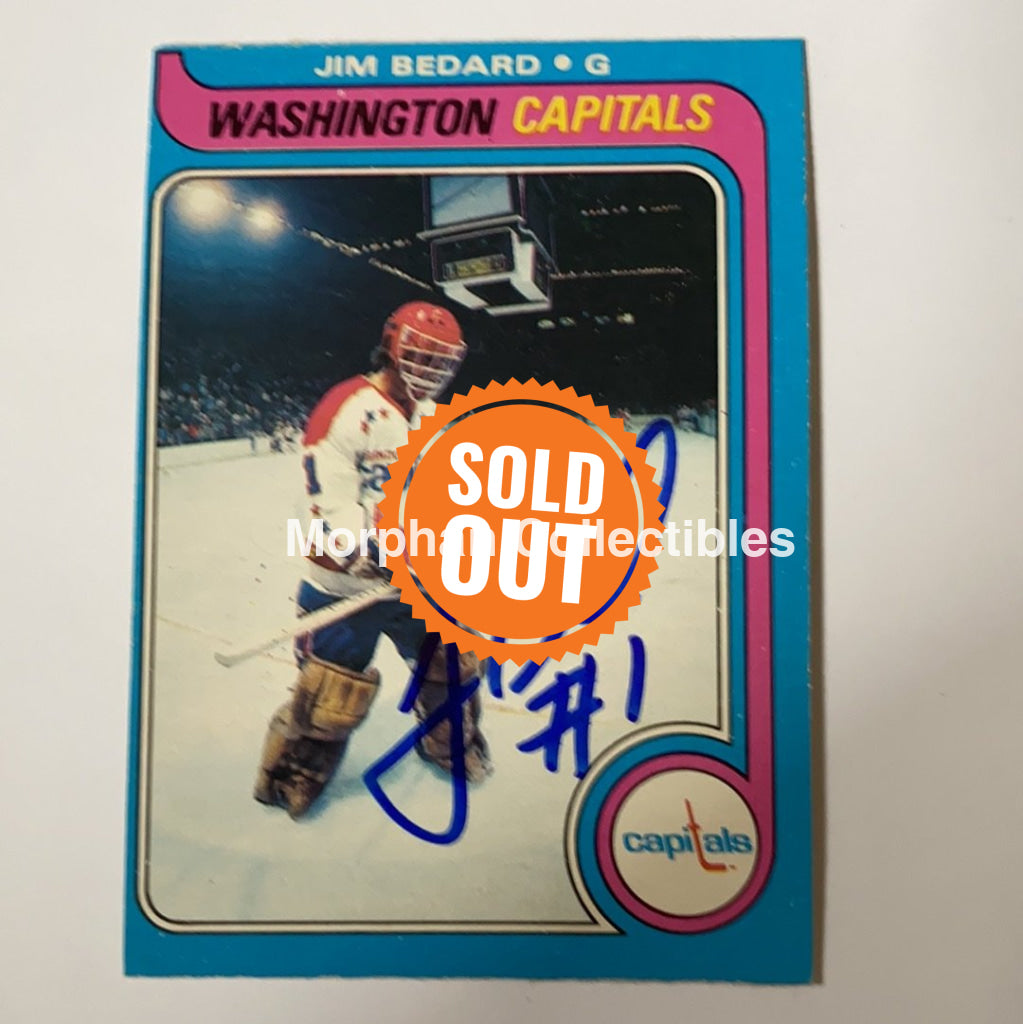 JIM BEDARD • G
WASHINGTON CAPITALS
SOLD
OUT
Morphan Collectibles
#1
capitals